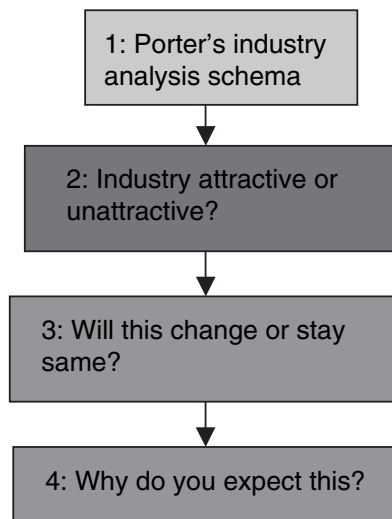 1: Porter’s industry
analysis schema
2: Industry attractive or
unattractive?
3: Will this change or stay
same?
4: Why do you expect this?